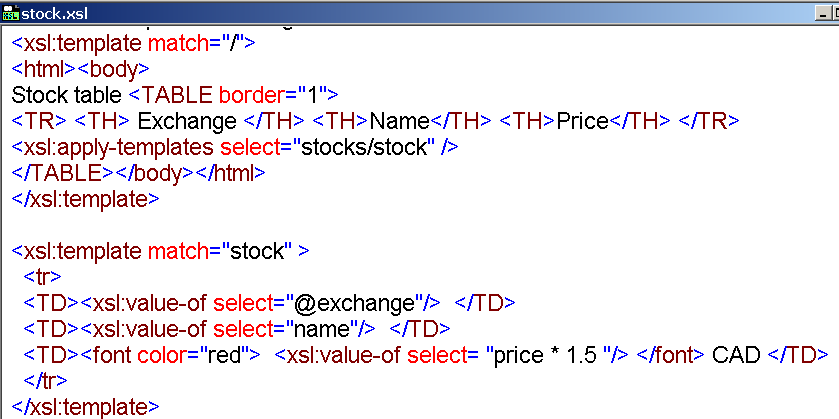 stock.xsl
<xsl:template match="/">
<html><body>
Stock table <TABLE border="1">
<TR> <TH> Exchange </TH> <TH>Name</TH> <TH>Price</TH> </TR>
<xsl:apply-templates select="stocks/stock" />
</TABLE></body></html>
</xsl:template>
<xsl:template match="stock" >
<tr>
<TD><xsl:value-of select="@exchange"/> </TD>
<TD><xsl:value-of select="name"/> </TD>
<TD><font color="red"> <xsl:value-of select= "price * 1.5 "/> </font> CAD </TD>
</tr>
</xsl:template>